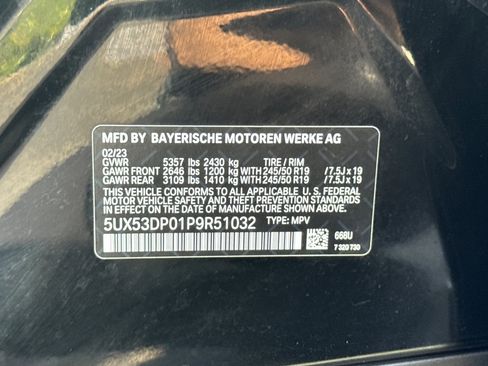 MFD BY BAYERISCHE MOTOREN WERKE AG
02/23
GVWR 5357 lbs 2430 kg TIRE / RIM
GAWR FRONT 2646 lbs 1200 kg WITH 245/50 R19 /7.5J x 19
GAWR REAR 3109 lbs 1410 kg WITH 245/50 R19 /7.5J x 19
THIS VEHICLE CONFORMS TO ALL APPLICABLE U.S. FEDERAL
MOTOR VEHICLE SAFETY AND THEFT PREVENTION STANDARDS
IN EFFECT ON THE DATE OF MANUFACTURE SHOWN ABOVE.
5UX53DP01P9R51032 TYPE: MPV
668U
7 320 730